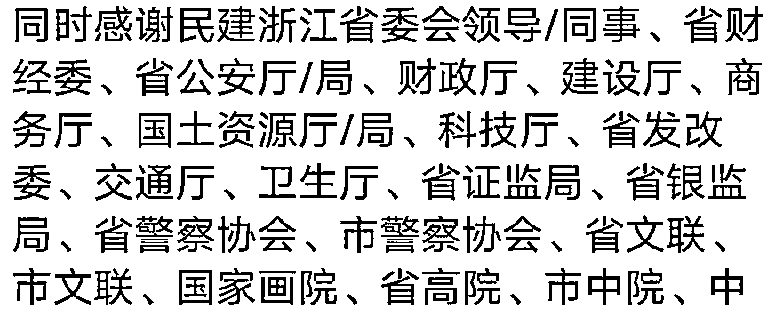 同时感谢民建浙江省委会领导/同事、省财
经委、省公安厅/局、财政厅、建设厅、商
务厅、国土资源厅/局、科技厅、省发改
委、交通厅、卫生厅、省证监局、省银监
局、省警察协会、市警察协会、省文联、
市文联、国家画院、省高院、市中院、中